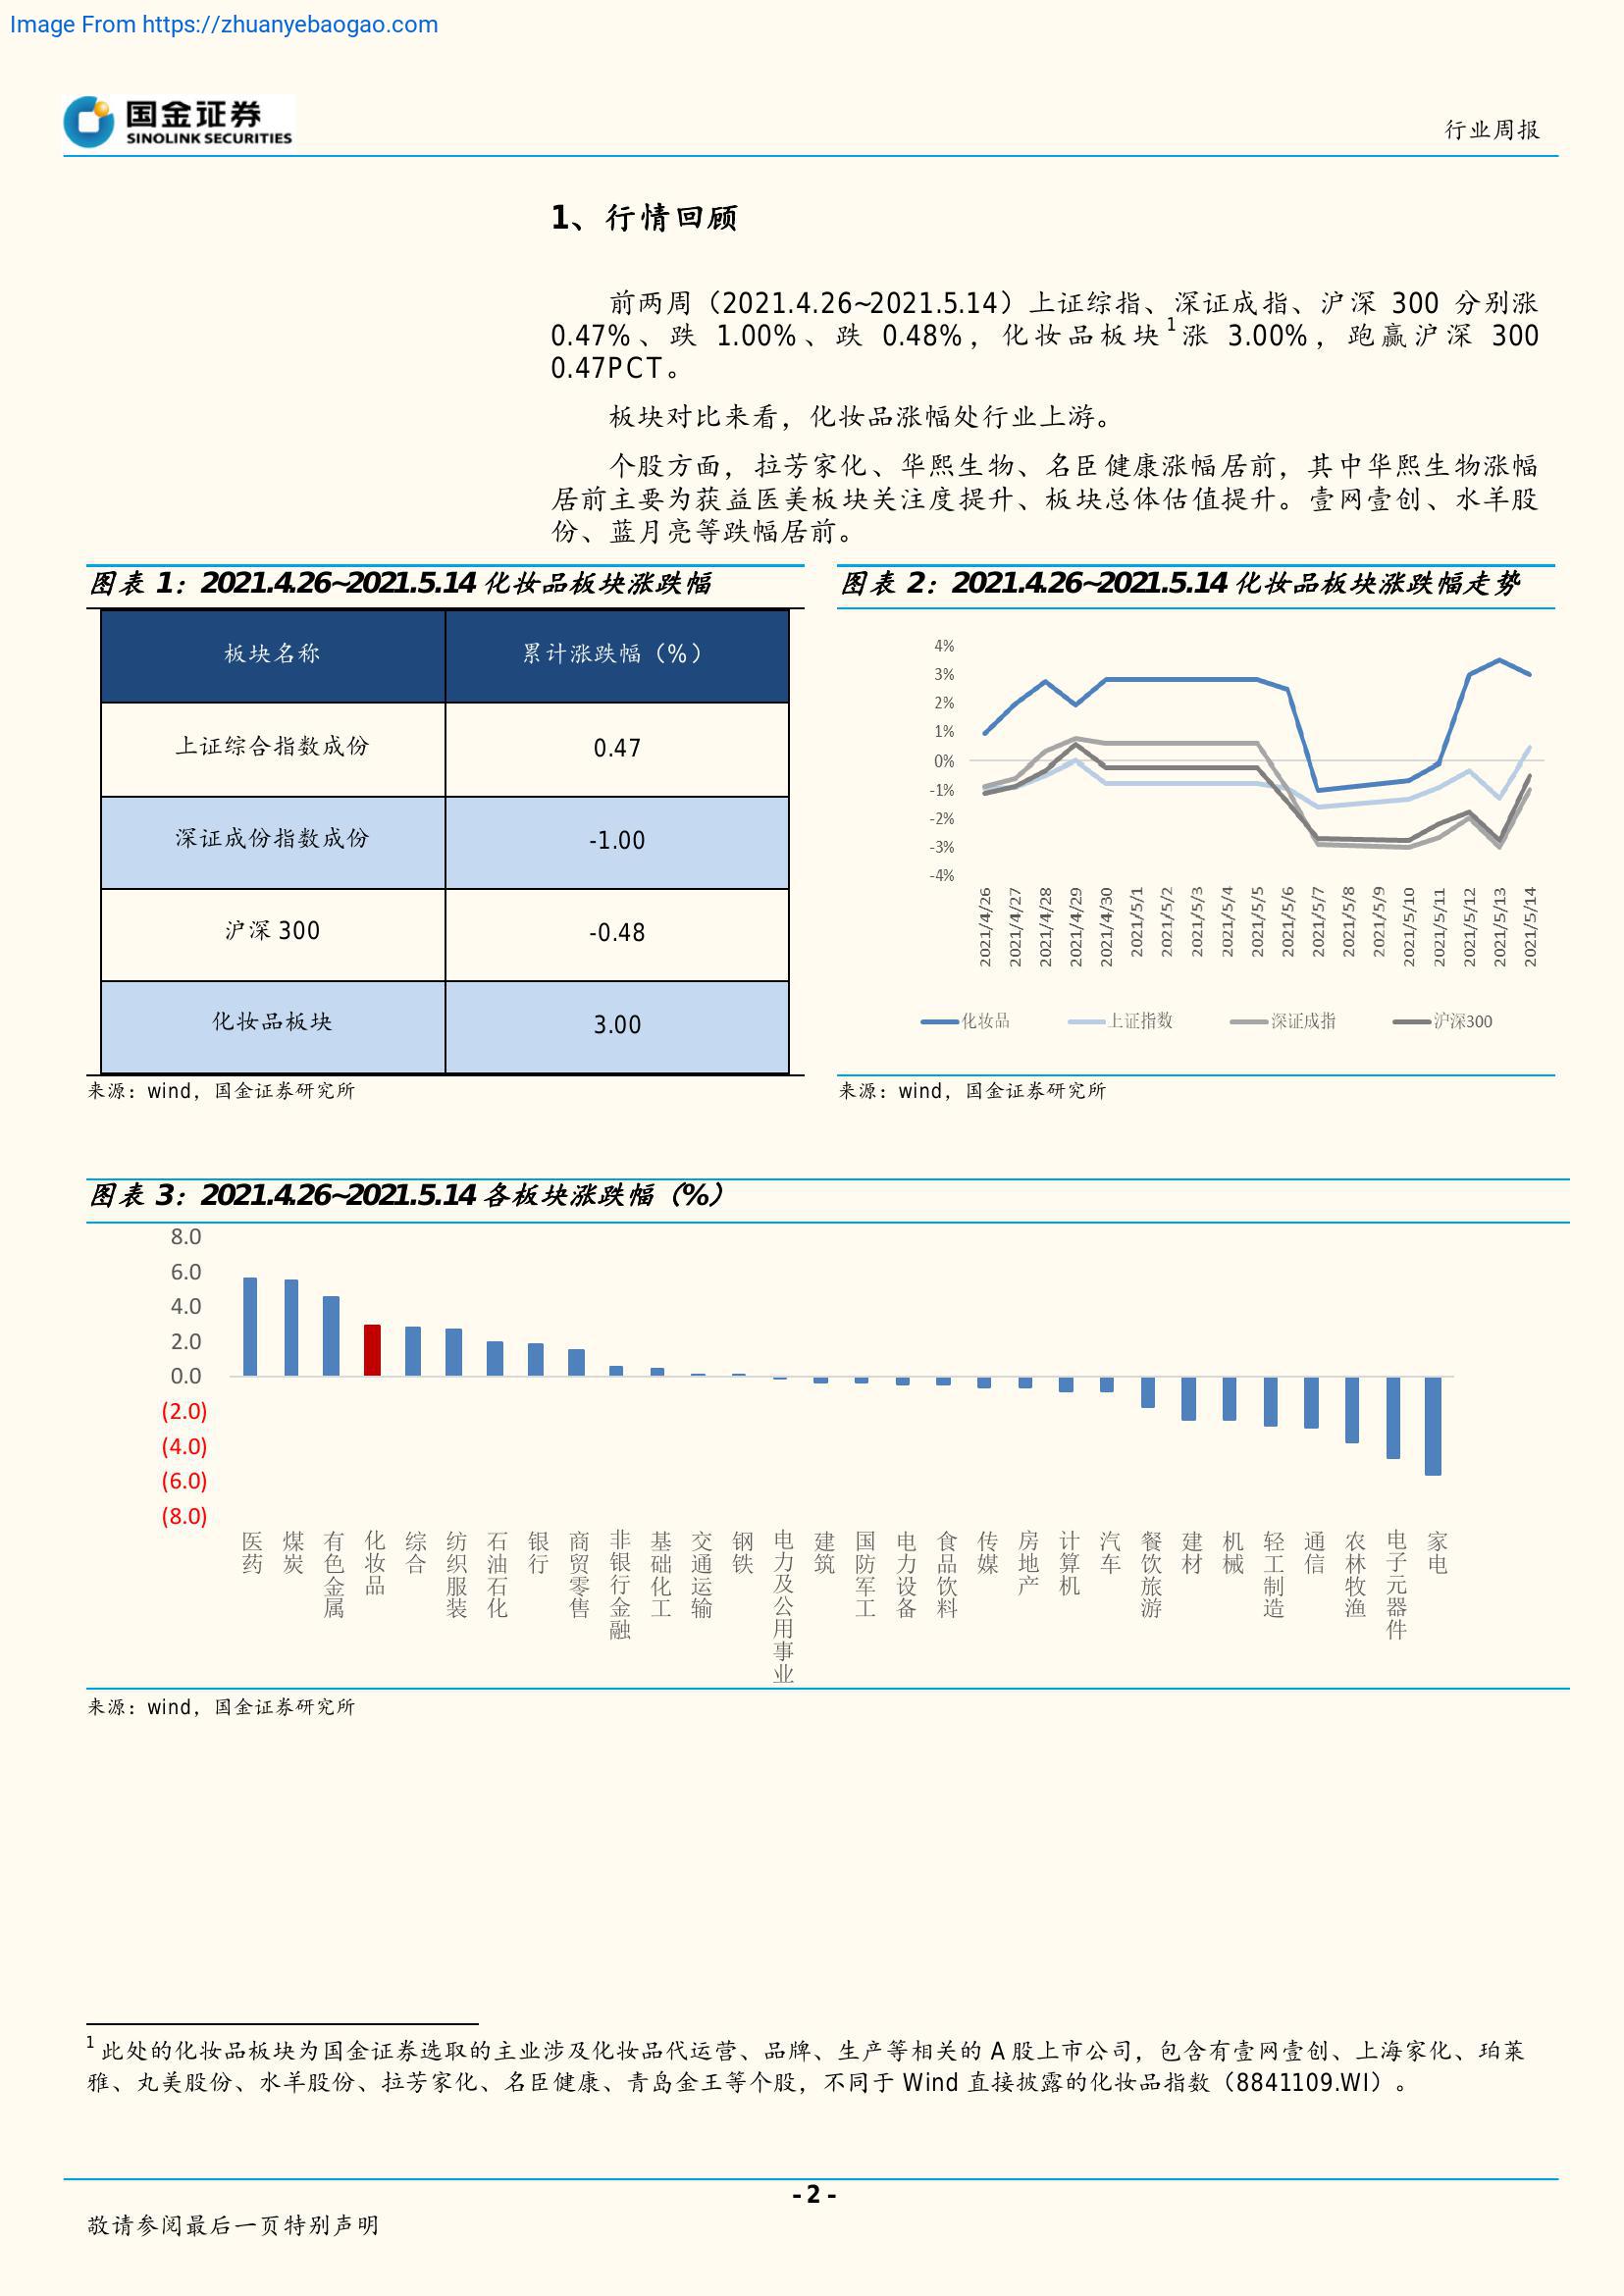 Image From https://zhuanyebaogao.com
国金证券
SINOLINK SECURITIES
行业周报
1、行情回顾
前两周（2021.4.26~2021.5.14）上证综指、深证成指、沪深 300 分别涨
0.47%、跌 1.00%、跌 0.48%，化妆品板块1涨 3.00%，跑赢沪深 300
0.47PCT。
板块对比来看，化妆品涨幅处行业上游。
个股方面，拉芳家化、华熙生物、名臣健康涨幅居前，其中华熙生物涨幅
居前主要为获益医美板块关注度提升、板块总体估值提升。壹网壹创、水羊股
份、蓝月亮等跌幅居前。
图表 1：2021.4.26~2021.5.14 化妆品板块涨跌幅
板块名称 累计涨跌幅（%）
上证综合指数成份 0.47
深证成份指数成份 -1.00
沪深 300 -0.48
化妆品板块 3.00
来源：wind，国金证券研究所
图表 2：2021.4.26~2021.5.14 化妆品板块涨跌幅走势
4%
3%
2%
1%
0%
-1%
-2%
-3%
-4%
2021/4/26 2021/4/27 2021/4/28 2021/4/29 2021/4/30 2021/5/1 2021/5/2 2021/5/3 2021/5/4 2021/5/5 2021/5/6 2021/5/7 2021/5/8 2021/5/9 2021/5/10 2021/5/11 2021/5/12 2021/5/13 2021/5/14
化妆品 上证指数 深证成指 沪深300
来源：wind，国金证券研究所
图表 3：2021.4.26~2021.5.14 各板块涨跌幅（%）
8.0
6.0
4.0
2.0
0.0
(2.0)
(4.0)
(6.0)
(8.0)
医药 煤炭 有色金属 化妆品 综合 纺织服装 石油石化 银行 商贸零售 非银行金融 基础化工 交通运输 钢铁 电力及公用事业 建筑 国防军工 电力设备 食品饮料 传媒 房地产 计算机 汽车 餐饮旅游 建材 机械 轻工制造 通信 农林牧渔 电子元器件 家电
来源：wind，国金证券研究所
1 此处的化妆品板块为国金证券选取的主业涉及化妆品代运营、品牌、生产等相关的 A 股上市公司，包含有壹网壹创、上海家化、珀莱
雅、丸美股份、水羊股份、拉芳家化、名臣健康、青岛金王等个股，不同于 Wind 直接披露的化妆品指数（8841109.WI）。
- 2 -
敬请参阅最后一页特别声明